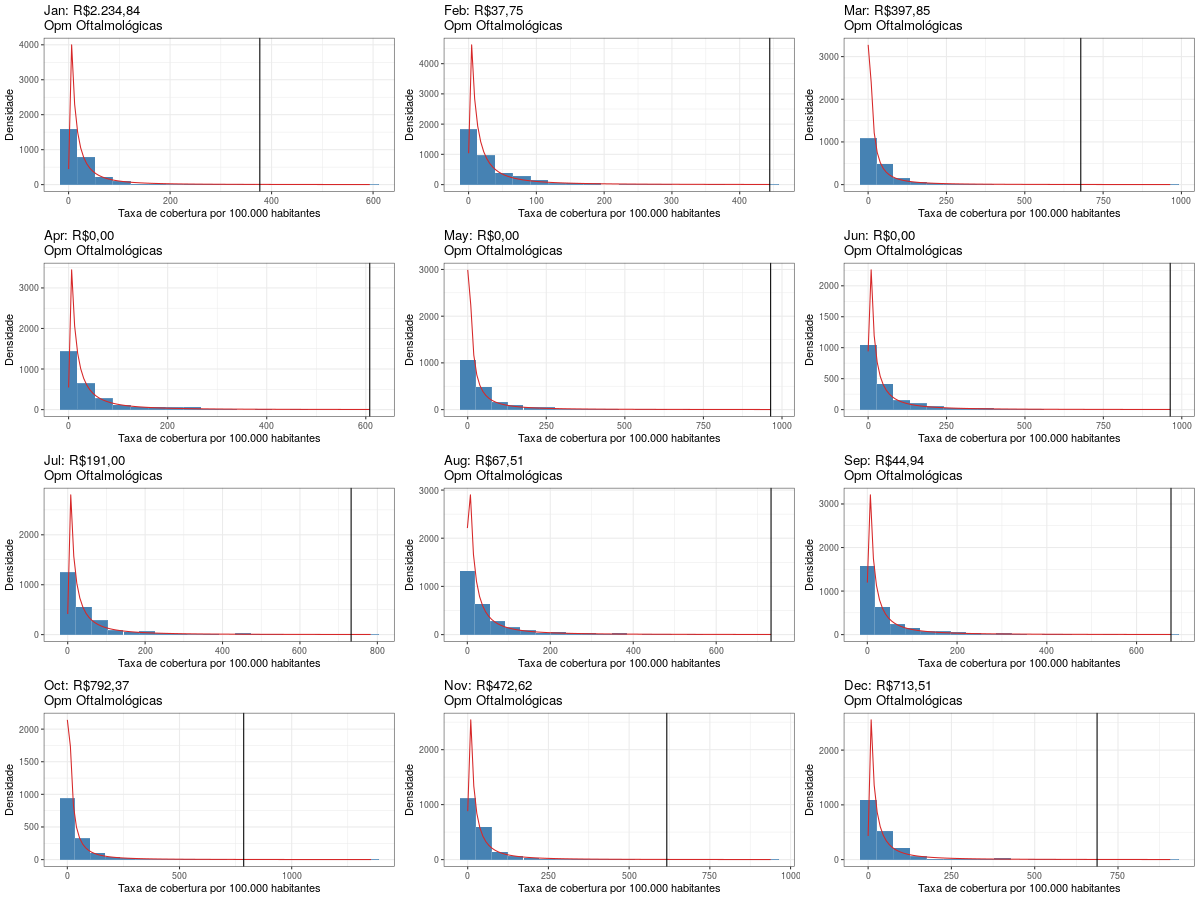 Jan: R$2.234,84
Opm Oftalmológicas
Densidade
4000
3000
2000
1000
0
0
200
400
600
Taxa de cobertura por 100.000 habitantes
Feb: R$37,75
Opm Oftalmológicas
Densidade
4000
3000
2000
1000
0
0
100
200
300
400
Taxa de cobertura por 100.000 habitantes
Mar: R$397,85
Opm Oftalmológicas
Densidade
3000
2000
1000
0
0
250
500
750
1000
Taxa de cobertura por 100.000 habitantes
Apr: R$0,00
Opm Oftalmológicas
Densidade
3000
2000
1000
0
0
200
400
600
Taxa de cobertura por 100.000 habitantes
May: R$0,00
Opm Oftalmológicas
Densidade
3000
2000
1000
0
0
250
500
750
1000
Taxa de cobertura por 100.000 habitantes
Jun: R$0,00
Opm Oftalmológicas
Densidade
2000
1500
1000
500
0
0
250
500
750
1000
Taxa de cobertura por 100.000 habitantes
Jul: R$191,00
Opm Oftalmológicas
Densidade
2000
1000
0
0
200
400
600
800
Taxa de cobertura por 100.000 habitantes
Aug: R$67,51
Opm Oftalmológicas
Densidade
3000
2000
1000
0
0
200
400
600
Taxa de cobertura por 100.000 habitantes
Sep: R$44,94
Opm Oftalmológicas
Densidade
3000
2000
1000
0
0
200
400
600
Taxa de cobertura por 100.000 habitantes
Oct: R$792,37
Opm Oftalmológicas
Densidade
2000
1500
1000
500
0
0
500
1000
Taxa de cobertura por 100.000 habitantes
Nov: R$472,62
Opm Oftalmológicas
Densidade
2000
1000
0
0
250
500
750
1000
Taxa de cobertura por 100.000 habitantes
Dec: R$713,51
Opm Oftalmológicas
Densidade
2000
1000
0
0
250
500
750
Taxa de cobertura por 100.000 habitantes